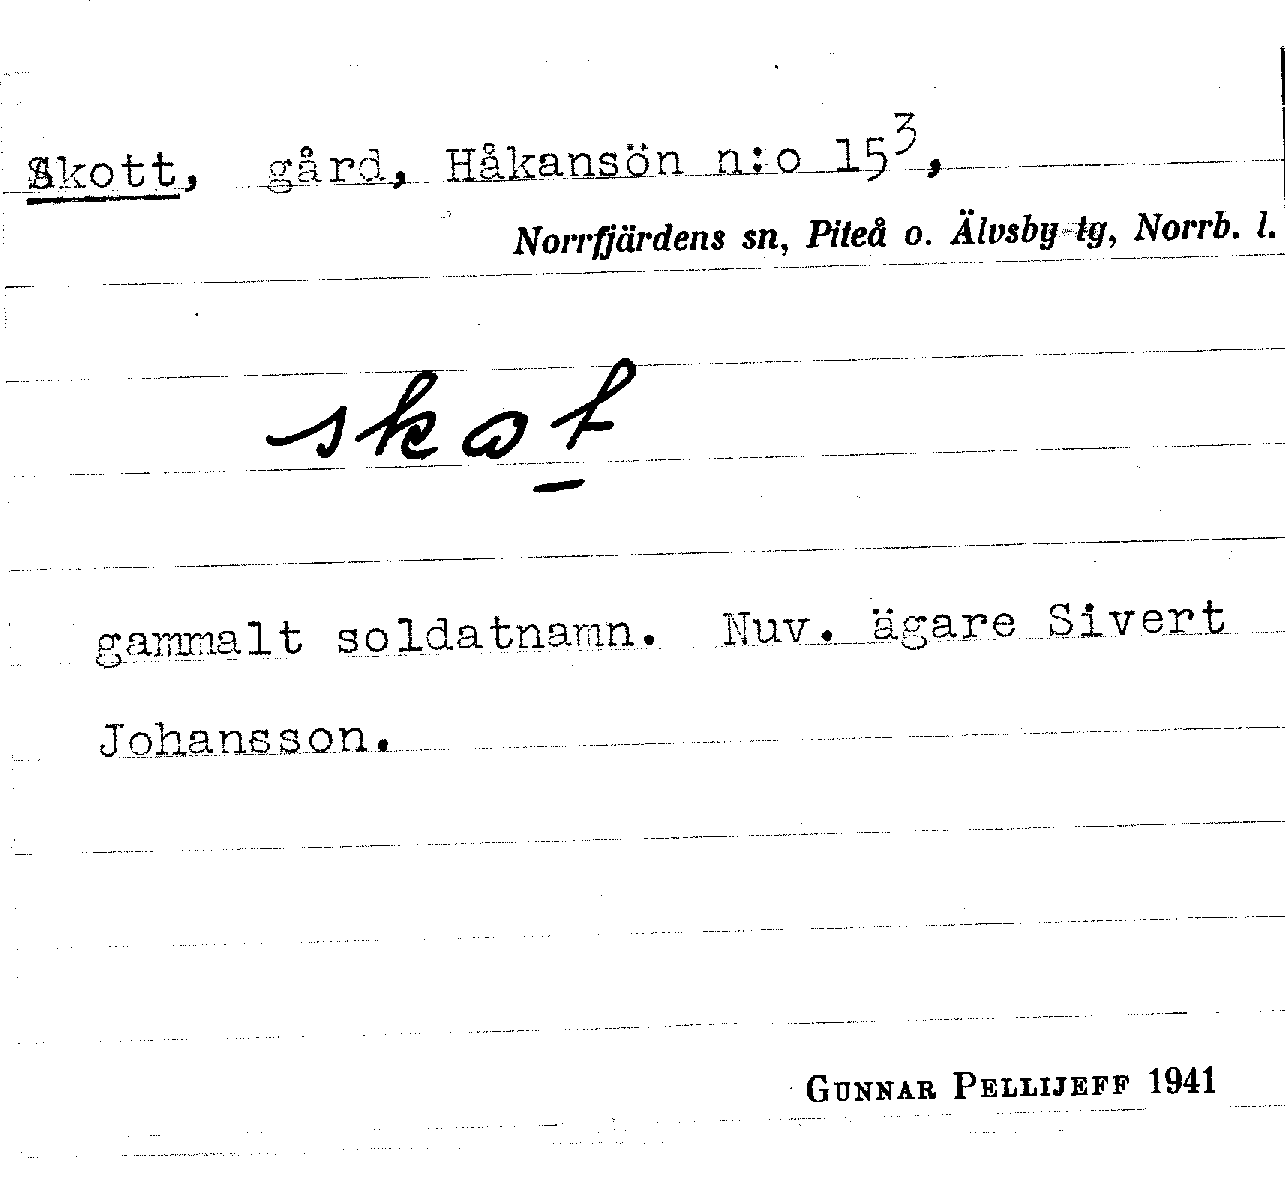 Skott, gård, Håkansön n:o 15³,
Norrfjärdens sn, Piteå o. Älvsby tg, Norrb. l.
skot
gammalt soldatnamn. Nuv. ägare Sivert
Johansson.
GUNNAR PELLIJEFF 1941